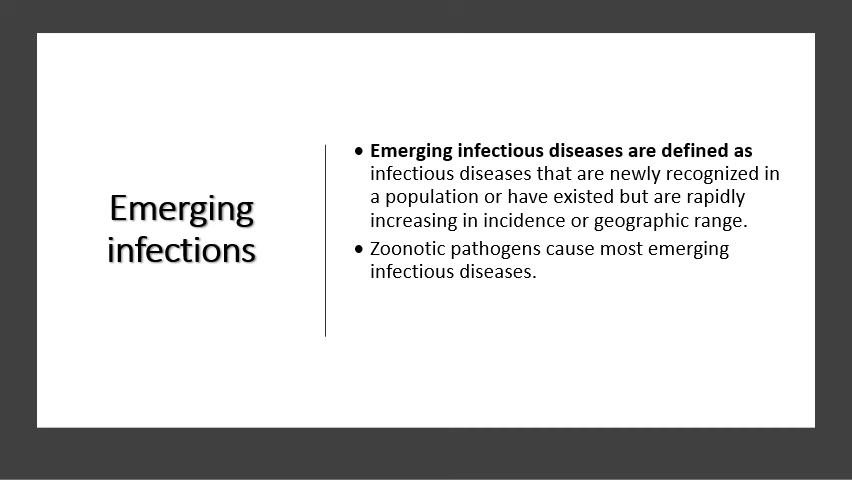 Emerging
infections
• Emerging infectious diseases are defined as
infectious diseases that are newly recognized in
a population or have existed but are rapidly
increasing in incidence or geographic range.
• Zoonotic pathogens cause most emerging
infectious diseases.